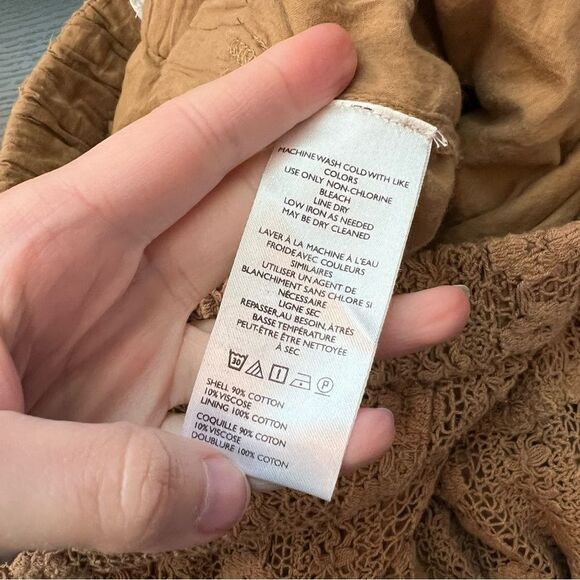 MACHINE WASH COLD WITH LIKE
COLORS
USE ONLY NON-CHLORINE
BLEACH
LINE DRY
LOW IRON AS NEEDED
MAY BE DRY CLEANED
LAVER À LA MACHINE À L'EAU
FROIDE AVEC COULEURS
SIMILAIRES
UTILISER UN AGENT DE
BLANCHIMENT SANS CHLORE SI
NÉCESSAIRE
LIGNE SEC
REPASSER, AU BESOIN, À TRÈS
BASSE TEMPÉRATURE
PEUT-ÊTRE ÊTRE NETTOYÉE
À SEC
30 P
SHELL 90% COTTON
10% VISCOSE
LINING 100% COTTON
COQUILLE 90% COTON
10% VISCOSE
DOUBLURE 100% COTON